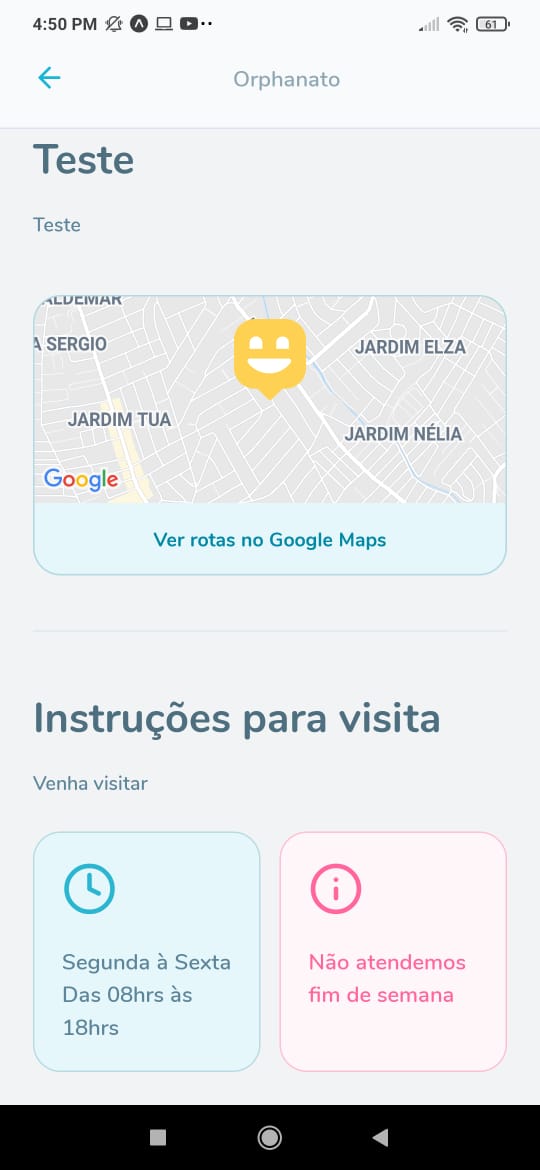 4:50 PM
61
Orphanato
Teste
Teste
ALDEMAR
A SERGIO
JARDIM ELZA
JARDIM TUA
JARDIM NÉLIA
Google
Ver rotas no Google Maps
Instruções para visita
Venha visitar
Segunda à Sexta
Das 08hrs às
18hrs
Não atendemos
fim de semana